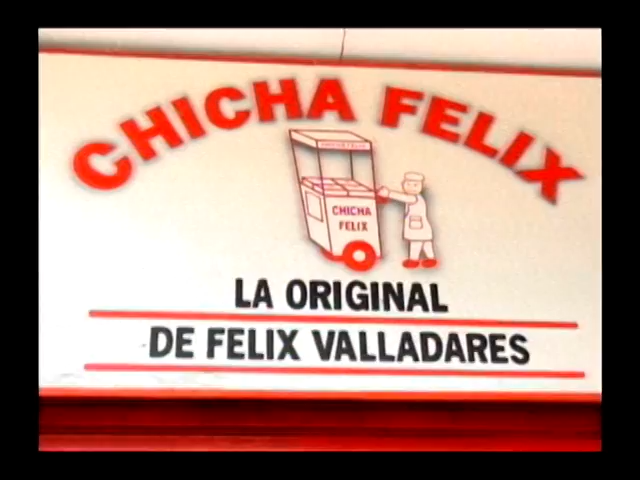 CHICHA FELIX
CHICHA
FELIX
LA ORIGINAL
DE FELIX VALLADARES